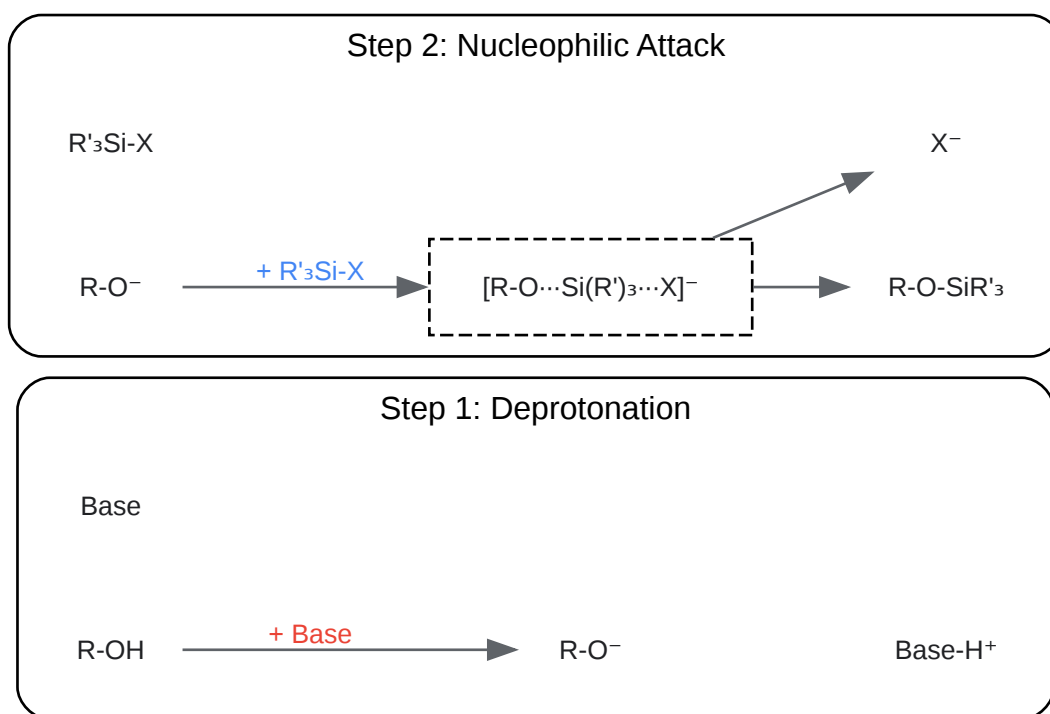 Step 2: Nucleophilic Attack
R'₃Si-X
X⁻
R-O⁻
+ R'₃Si-X
[R-O···Si(R')₃···X]⁻
R-O-SiR'₃
Step 1: Deprotonation
Base
R-OH
+ Base
R-O⁻
Base-H⁺